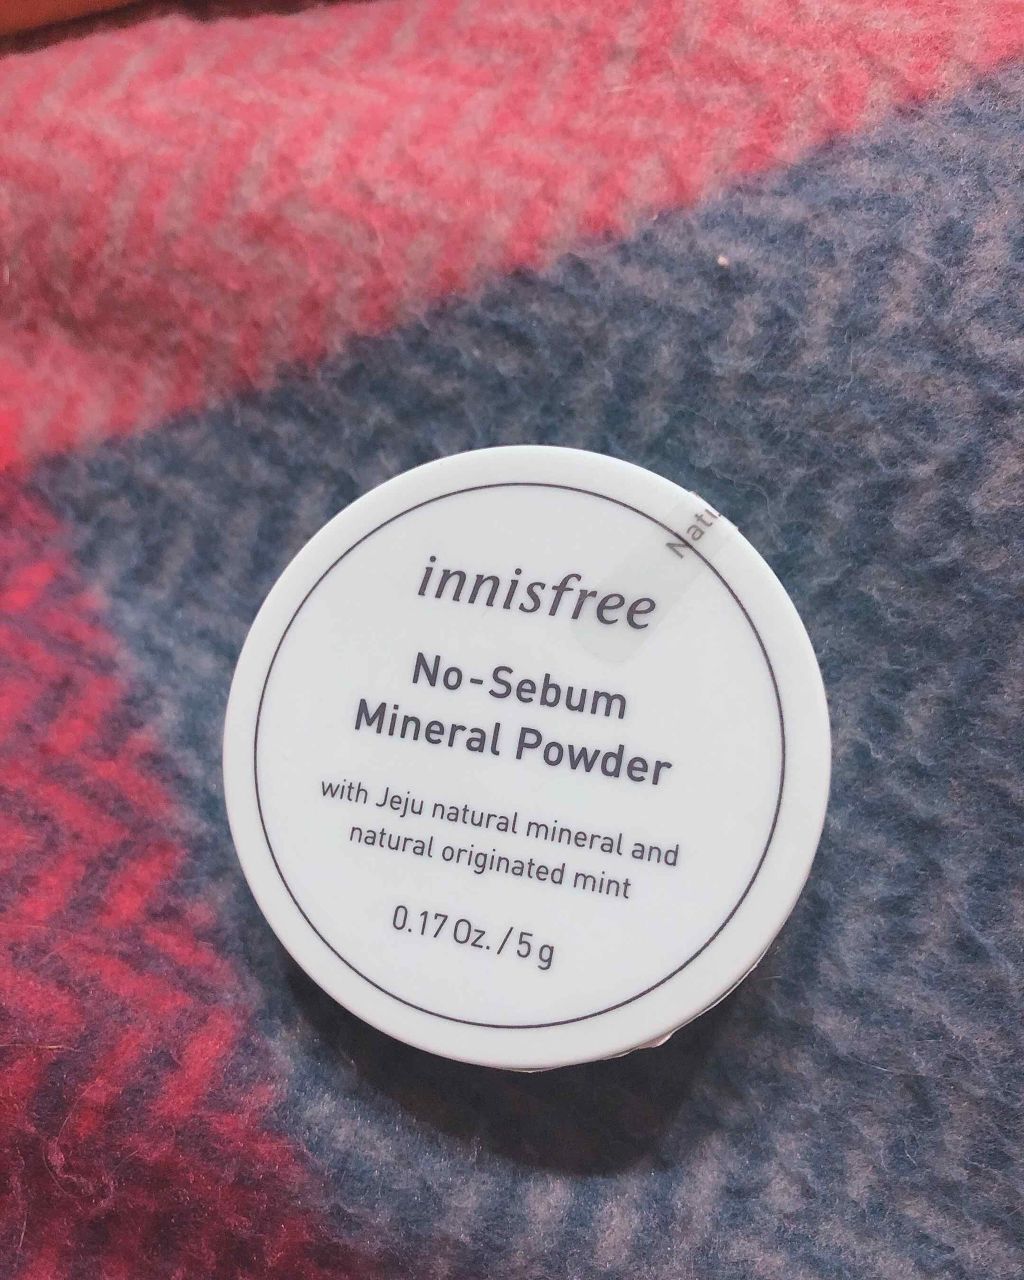 innisfree
No-Sebum
Mineral Powder
with Jeju natural mineral and
natural originated mint
0.17 Oz. / 5 g